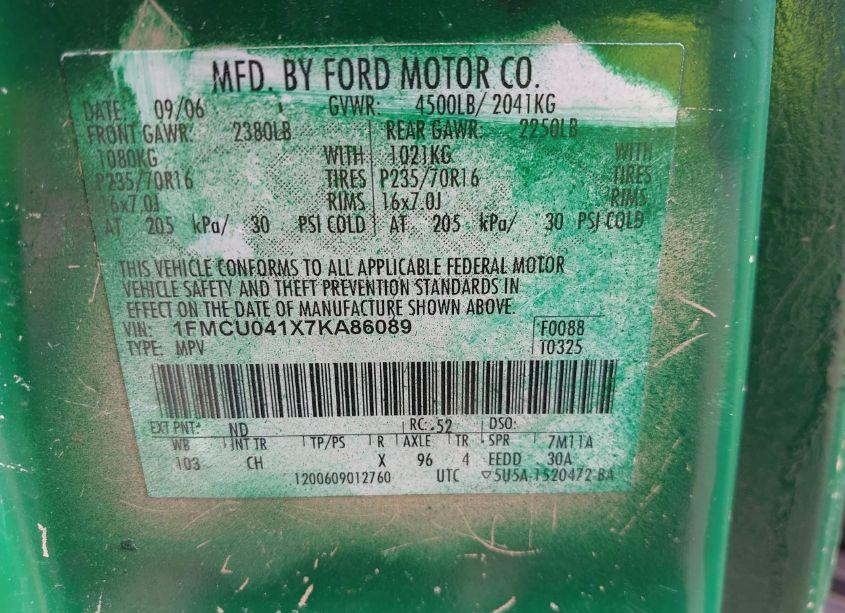 MFD. BY FORD MOTOR CO.
DATE: 09/06 GVWR: 4500LB/ 2041KG
FRONT GAWR: 2380LB REAR GAWR: 2250LB
1080KG WITH 1021KG WITH
P235/70R16 TIRES P235/70R16 TIRES
16x7.0J RIMS 16x7.0J RIMS
AT 205 kPa/ 30 PSI COLD AT 205 kPa/ 30 PSI COLD
THIS VEHICLE CONFORMS TO ALL APPLICABLE FEDERAL MOTOR
VEHICLE SAFETY AND THEFT PREVENTION STANDARDS IN
EFFECT ON THE DATE OF MANUFACTURE SHOWN ABOVE.
VIN: 1FMCU041X7KA86089 F0088
TYPE: MPV T0325
EXT PNT: ND RC: 52 DSO:
WB INT TR TP/PS R AXLE TR SPR 7M11A
103 CH X 96 4 EEDD 30A
1200609012760 UTC ▽5U5A-1520472-BA